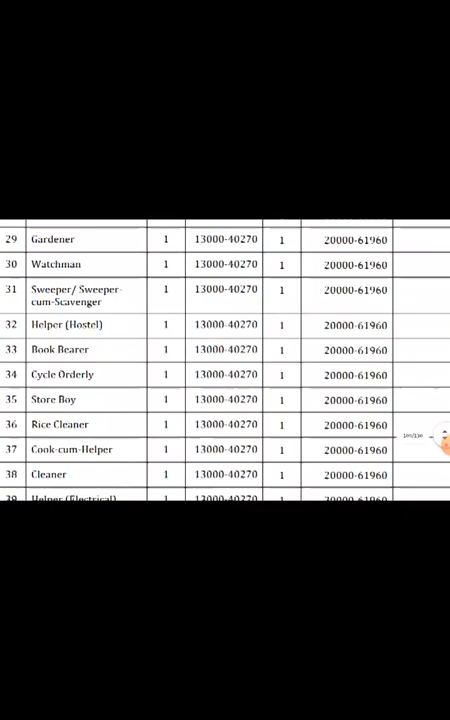 29 Gardener 1 13000-40270 1 20000-61960
30 Watchman 1 13000-40270 1 20000-61960
31 Sweeper/ Sweeper- 1 13000-40270 1 20000-61960
cum-Scavenger
32 Helper (Hostel) 1 13000-40270 1 20000-61960
33 Book Bearer 1 13000-40270 1 20000-61960
34 Cycle Orderly 1 13000-40270 1 20000-61960
35 Store Boy 1 13000-40270 1 20000-61960
36 Rice Cleaner 1 13000-40270 1 20000-61960
37 Cook-cum-Helper 1 13000-40270 1 20000-61960
38 Cleaner 1 13000-40270 1 20000-61960
39 Helper (Electrical) 1 13000-40270 1 20000-61960